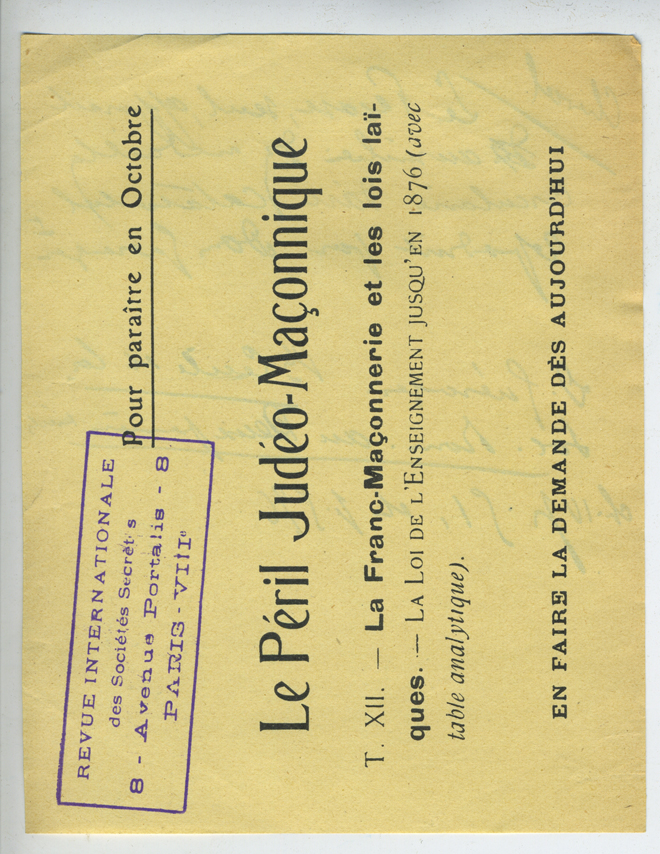 REVUE INTERNATIONALE
des Sociétés Secrètes
8 - Avenue Portalis - 8
PARIS-VIIIe
Pour paraître en Octobre
Le Péril Judéo-Maçonnique
T. XII. — La Franc-Maçonnerie et les lois laï-
ques. — LA LOI DE L'ENSEIGNEMENT JUSQU'EN 1876 (avec
table analytique).
EN FAIRE LA DEMANDE DÈS AUJOURD'HUI